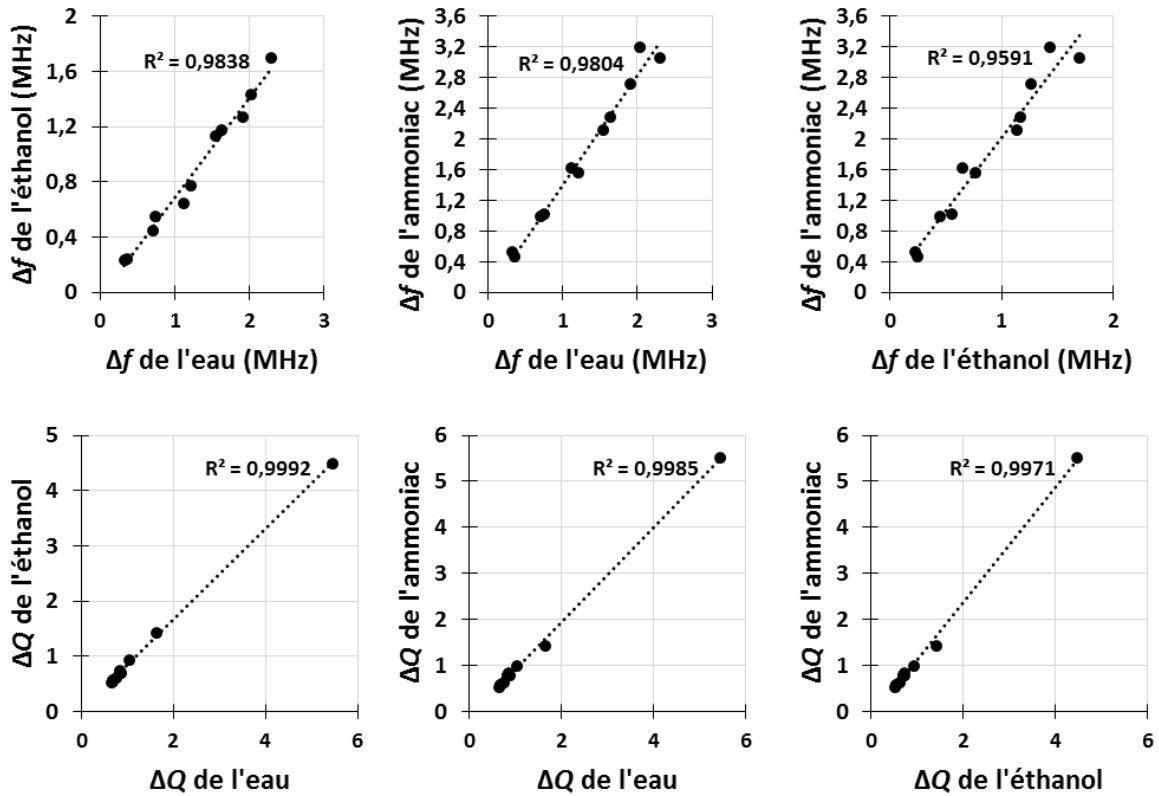 Δf de l'éthanol (MHz)
2
1,6
1,2
0,8
0,4
0
R² = 0,9838
0 1 2 3
Δf de l'eau (MHz)
Δf de l'ammoniac (MHz)
3,6
3,2
2,8
2,4
2
1,6
1,2
0,8
0,4
0
R² = 0,9804
0 1 2 3
Δf de l'eau (MHz)
Δf de l'ammoniac (MHz)
3,6
3,2
2,8
2,4
2
1,6
1,2
0,8
0,4
0
R² = 0,9591
0 1 2
Δf de l'éthanol (MHz)
ΔQ de l'éthanol
5
4
3
2
1
0
R² = 0,9992
0 2 4 6
ΔQ de l'eau
ΔQ de l'ammoniac
6
5
4
3
2
1
0
R² = 0,9985
0 2 4 6
ΔQ de l'eau
ΔQ de l'ammoniac
6
5
4
3
2
1
0
R² = 0,9971
0 2 4 6
ΔQ de l'éthanol